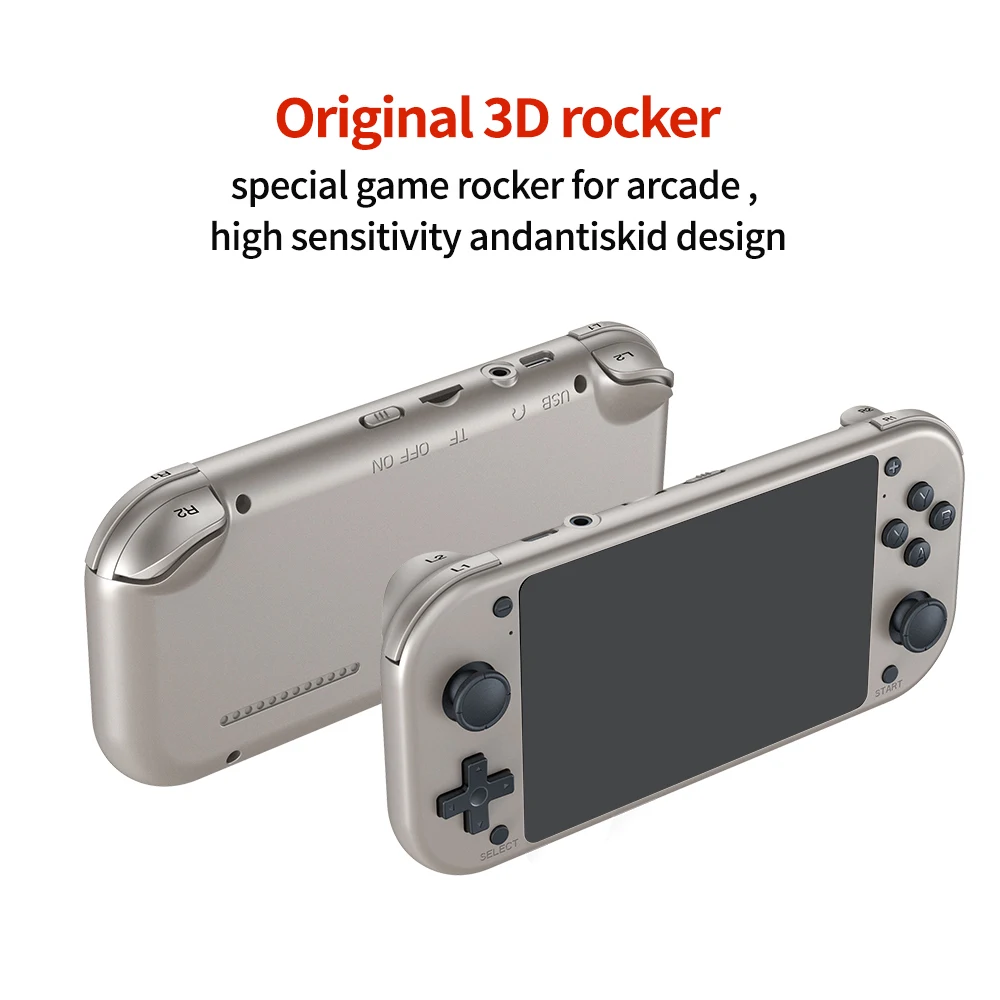 Original 3D rocker
special game rocker for arcade ,
high sensitivity andantiskid design
L1
L2
USB
TF
OFF ON
R1
R2
R2
R1
L2
L1
Y
B
X
A
START
SELECT